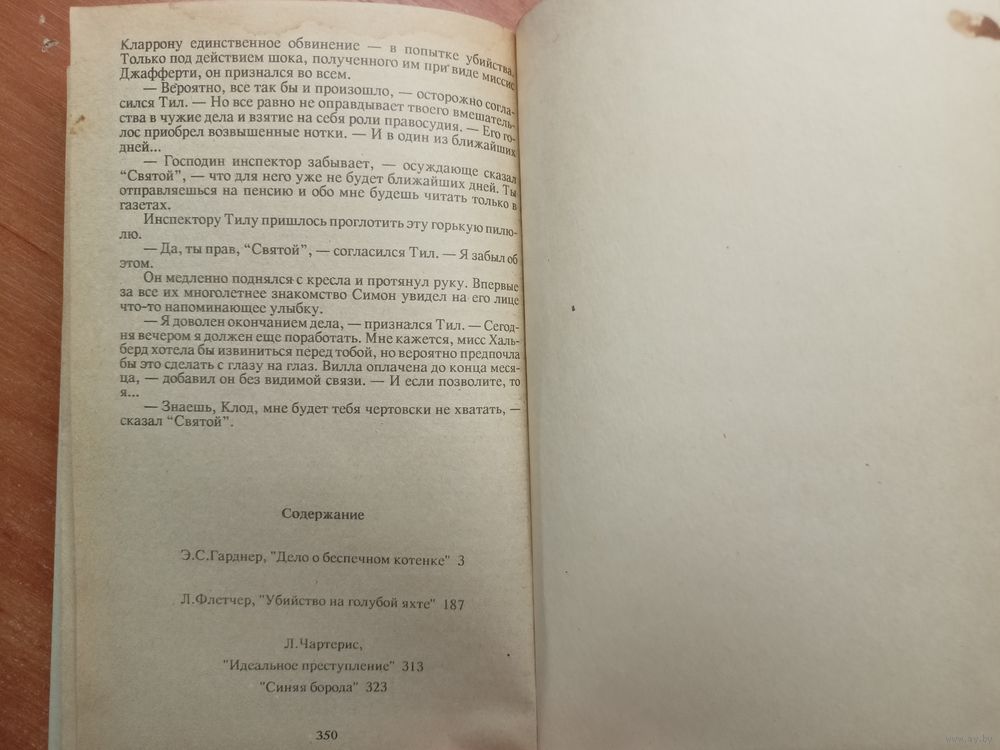 Кларрону единственное обвинение — в попытке убийства.
Только под действием шока, полученного им при виде миссис
Джафферти, он признался во всем.
— Вероятно, все так бы и произошло, — осторожно согла-
сился Тил. — Но все равно не оправдывает твоего вмешатель-
ства в чужие дела и взятие на себя роли правосудия. — Его го-
лос приобрел возвышенные нотки. — И в один из ближайших
дней...
— Господин инспектор забывает, — осуждающе сказал
“Святой”, — что для него уже не будет ближайших дней. Ты
отправляешься на пенсию и обо мне будешь читать только в
газетах.
Инспектору Тилу пришлось проглотить эту горькую пилю-
лю.
— Да, ты прав, “Святой”, — согласился Тил. — Я забыл об
этом.
Он медленно поднялся с кресла и протянул руку. Впервые
за все их многолетнее знакомство Симон увидел на его лице
что-то напоминающее улыбку.
— Я доволен окончанием дела, — признался Тил. — Сегод-
ня вечером я должен еще поработать. Мне кажется, мисс Халь-
берд хотела бы извиниться перед тобой, но вероятно предпочла
бы это сделать с глазу на глаз. Вилла оплачена до конца меся-
ца, — добавил он без видимой связи. — И если позволите, то
я...
— Знаешь, Клод, мне будет тебя чертовски не хватать, —
сказал “Святой”.
Содержание
Э.С.Гарднер, "Дело о беспечном котенке" 3
Л.Флетчер, "Убийство на голубой яхте" 187
Л.Чартерис,
"Идеальное преступление" 313
"Синяя борода" 323
350
www.ay.by